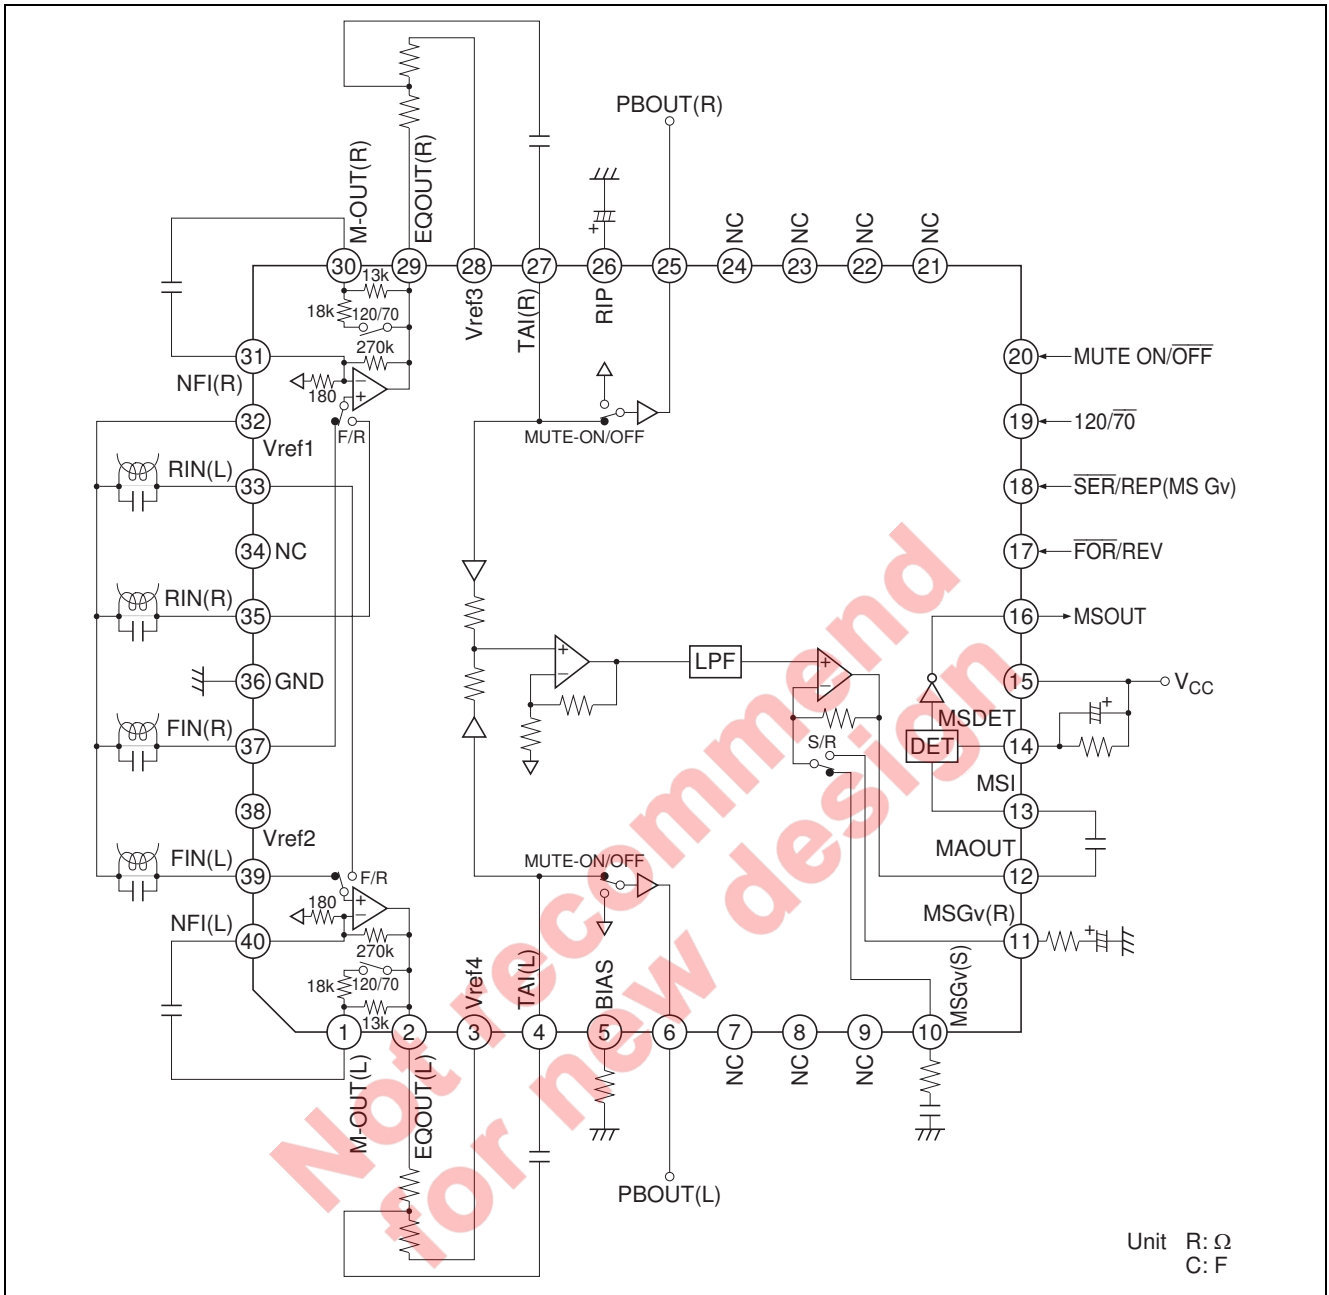 PBOUT(R)
M-OUT(R)
EQOUT(R)
NC
NC
NC
NC
30
29
28
27
26
25
24
23
22
21
13k
18k
120/70
270k
Vref3
TAI(R)
RIP
31
NFI(R)
180
−
+
F/R
MUTE-ON/OFF
20
MUTE ON/OFF
32
Vref1
19
120/70
RIN(L)
33
18
SER/REP(MS Gv)
34
NC
17
FOR/REV
RIN(R)
35
16
MSOUT
36
GND
+
−
LPF
+
−
15
VCC
+
MSDET
FIN(R)
37
S/R
DET
14
MSI
38
Vref2
13
MAOUT
FIN(L)
39
F/R
MUTE-ON/OFF
12
180
+
−
MSGv(R)
NFI(L)
40
270k
11
+
18k
120/70
13k
Vref4
TAI(L)
BIAS
MSGv(S)
1
2
3
4
5
6
7
8
9
10
M-OUT(L)
EQOUT(L)
NC
NC
NC
PBOUT(L)
Not recommend
for new design
Unit R: Ω
C: F